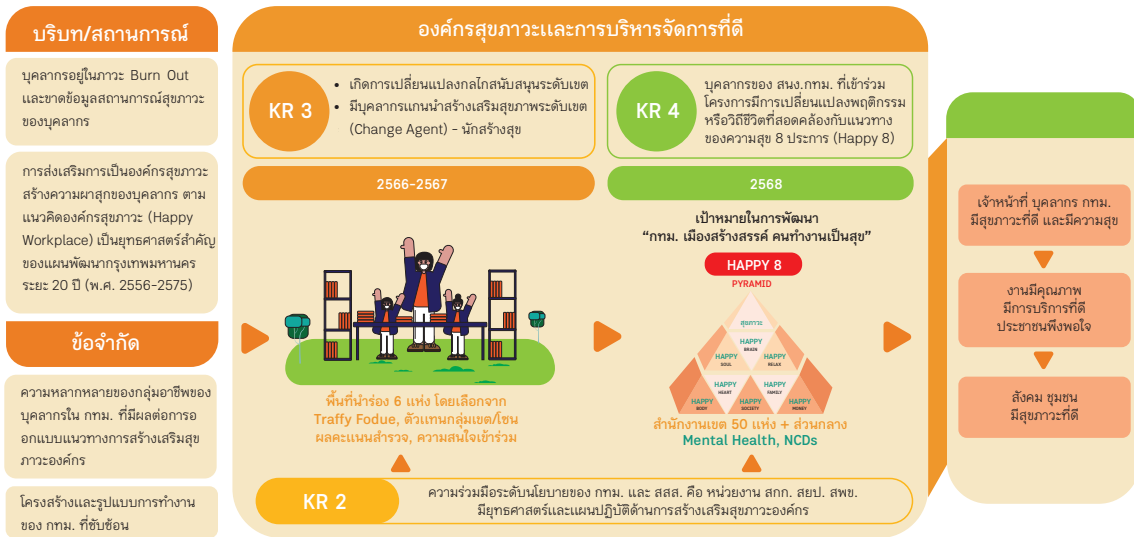 บริบท/สถานการณ์
บุคลากรอยู่ในภาวะ Burn Out
และขาดข้อมูลสถานการณ์สุขภาวะ
ของบุคลากร
การส่งเสริมการเป็นองค์กรสุขภาวะ
สร้างความผาสุกของบุคลากร ตาม
แนวคิดองค์กรสุขภาวะ (Happy
Workplace) เป็นยุทธศาสตร์สำคัญ
ของแผนพัฒนากรุงเทพมหานคร
ระยะ 20 ปี (พ.ศ. 2556-2575)
ข้อจำกัด
ความหลากหลายของกลุ่มอาชีพของ
บุคลากรใน กทม. ที่มีผลต่อการอ
อกแบบแนวทางการสร้างเสริมสุข
ภาวะองค์กร
โครงสร้างและรูปแบบการทำงาน
ของ กทม. ที่ซับซ้อน
องค์กรสุขภาวะและการบริหารจัดการที่ดี
KR 3
• เกิดการเปลี่ยนแปลงกลไกสนับสนุนระดับเขต
• มีบุคลากรแกนนำสร้างเสริมสุขภาพระดับเขต
(Change Agent) - นักสร้างสุข
2566-2567
พื้นที่นำร่อง 6 แห่ง โดยเลือกจาก
Traffy Fodue, ตัวแทนกลุ่มเขต/โซน
ผลคะแนนสำรวจ, ความสนใจเข้าร่วม
KR 4
บุคลากรของ สนง.กทม. ที่เข้าร่วม
โครงการมีการเปลี่ยนแปลงพฤติกรรม
หรือวิถีชีวิตที่สอดคล้องกับแนวทาง
ของความสุข 8 ประการ (Happy 8)
2568
เป้าหมายในการพัฒนา
“กทม. เมืองสร้างสรรค์ คนทำงานเป็นสุข”
HAPPY 8
PYRAMID
สุขภาวะ
HAPPY BRAIN
HAPPY SOUL
HAPPY RELAX
HAPPY HEART
HAPPY FAMILY
HAPPY BODY
HAPPY SOCIETY
HAPPY MONEY
สำนักงานเขต 50 แห่ง + ส่วนกลาง
Mental Health, NCDs
KR 2
ความร่วมมือระดับนโยบายของ กทม. และ สสส. คือ หน่วยงาน สกก. สยป. สพข.
มียุทธศาสตร์และแผนปฏิบัติด้านการสร้างเสริมสุขภาวะองค์กร
เจ้าหน้าที่ บุคลากร กทม.
มีสุขภาวะที่ดี และมีความสุข
งานมีคุณภาพ
มีการบริการที่ดี
ประชาชนพึงพอใจ
สังคม ชุมชน
มีสุขภาวะที่ดี